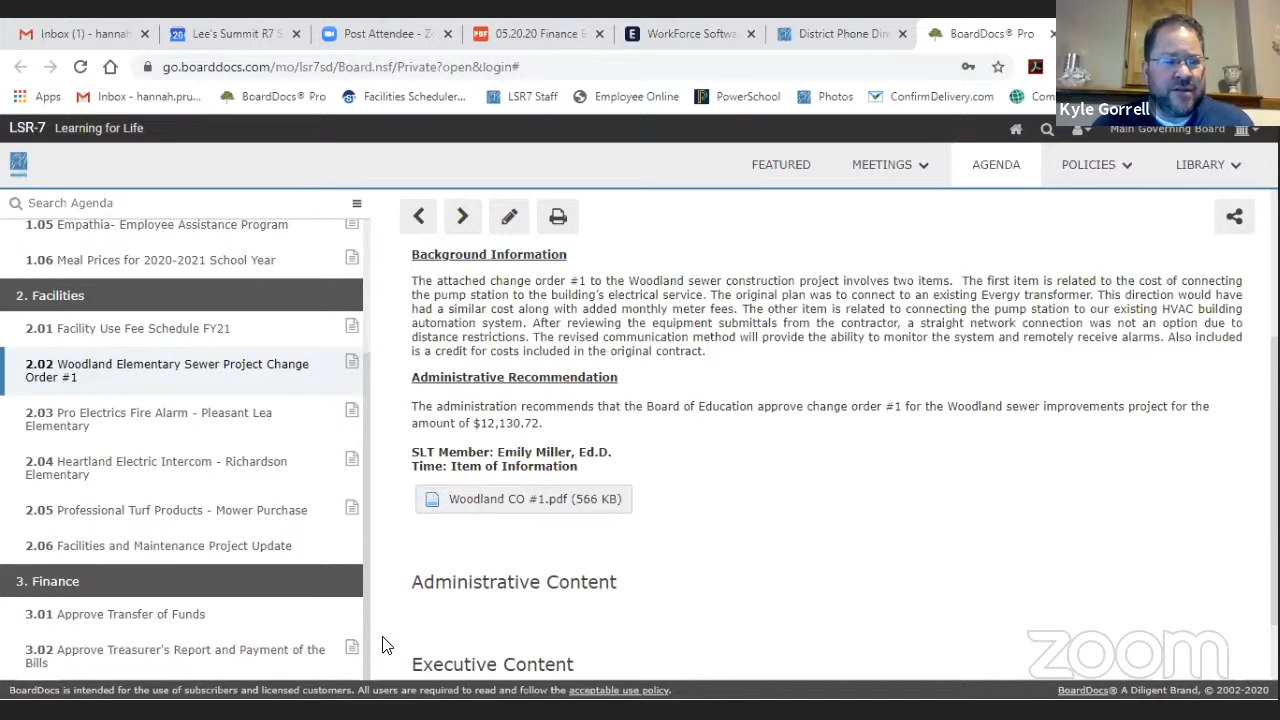 Inbox (1) - hannah
Lee's Summit R7 S
Post Attendee - Z
05.20.20 Finance
WorkForce Softwa
District Phone Dire
BoardDocs® Pro
go.boarddocs.com/mo/lsr7sd/Board.nsf/Private?open&login#
Apps
Inbox - hannah.pru...
BoardDocs® Pro
Facilities Scheduler...
LSR7 Staff
Employee Online
PowerSchool
Photos
ConfirmDelivery.com
Com
Kyle Gorrell
LSR-7 Learning for Life
Main Governing Board
FEATURED
MEETINGS
AGENDA
POLICIES
LIBRARY
Search Agenda
1.05 Empathia- Employee Assistance Program
1.06 Meal Prices for 2020-2021 School Year
2. Facilities
2.01 Facility Use Fee Schedule FY21
2.02 Woodland Elementary Sewer Project Change
Order #1
2.03 Pro Electrics Fire Alarm - Pleasant Lea
Elementary
2.04 Heartland Electric Intercom - Richardson
Elementary
2.05 Professional Turf Products - Mower Purchase
2.06 Facilities and Maintenance Project Update
3. Finance
3.01 Approve Transfer of Funds
3.02 Approve Treasurer's Report and Payment of the
Bills
Background Information
The attached change order #1 to the Woodland sewer construction project involves two items. The first item is related to the cost of connecting
the pump station to the building's electrical service. The original plan was to connect to an existing Evergy transformer. This direction would have
had a similar cost along with added monthly meter fees. The other item is related to connecting the pump station to our existing HVAC building
automation system. After reviewing the equipment submittals from the contractor, a straight network connection was not an option due to
distance restrictions. The revised communication method will provide the ability to monitor the system and remotely receive alarms. Also included
is a credit for costs included in the original contract.
Administrative Recommendation
The administration recommends that the Board of Education approve change order #1 for the Woodland sewer improvements project for the
amount of $12,130.72.
SLT Member: Emily Miller, Ed.D.
Time: Item of Information
Woodland CO #1.pdf (566 KB)
Administrative Content
Executive Content
zoom
BoardDocs is intended for the use of subscribers and licensed customers. All users are required to read and follow the acceptable use policy.
BoardDocs® A Diligent Brand, © 2002-2020